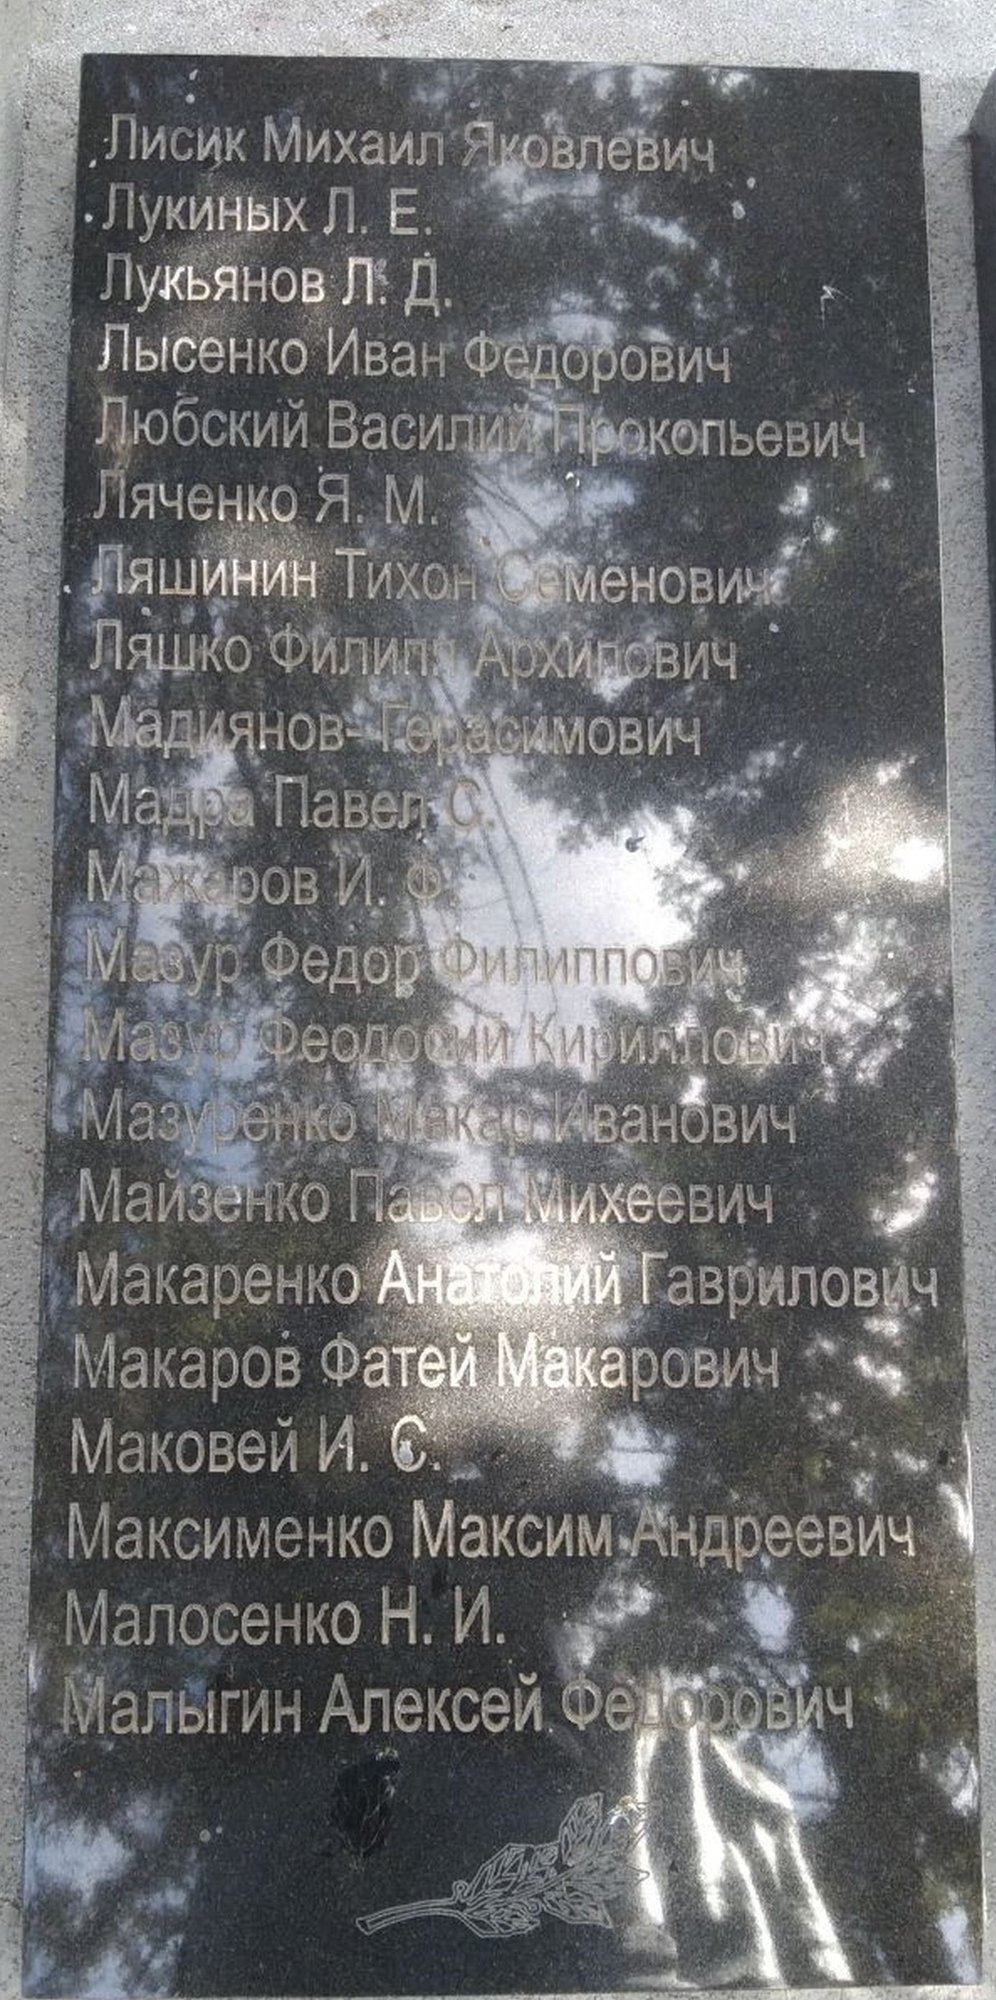 Лисик Михаил Яковлевич
Лукиных Л. Е.
Лукьянов Л. Д.
Лысенко Иван Федорович
Любский Василий Прокопьевич
Ляченко Я. М.
Ляшинин Тихон Семенович
Ляшко Филипп Архипович
Мадиянов- Герасимович
Мадра Павел С.
Мажаров И. Ф.
Мазур Федор Филиппович
Мазур Феодосий Кириллович
Мазуренко Макар Иванович
Майзенко Павел Михеевич
Макаренко Анатолий Гаврилович
Макаров Фатей Макарович
Маковей И. С.
Максименко Максим Андреевич
Малосенко Н. И.
Малыгин Алексей Федорович